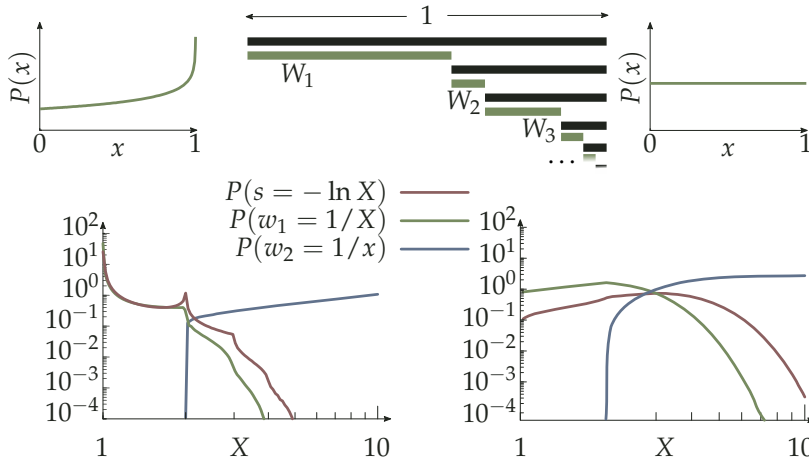 1
P(x)
0
x
1
W1
W2
W3
...
P(x)
0
x
1
P(s = − ln X)
P(w1 = 1/X)
P(w2 = 1/x)
10^2
10^1
10^0
10^−1
10^−2
10^−3
10^−4
1
X
10
10^2
10^1
10^0
10^−1
10^−2
10^−3
10^−4
1
X
10